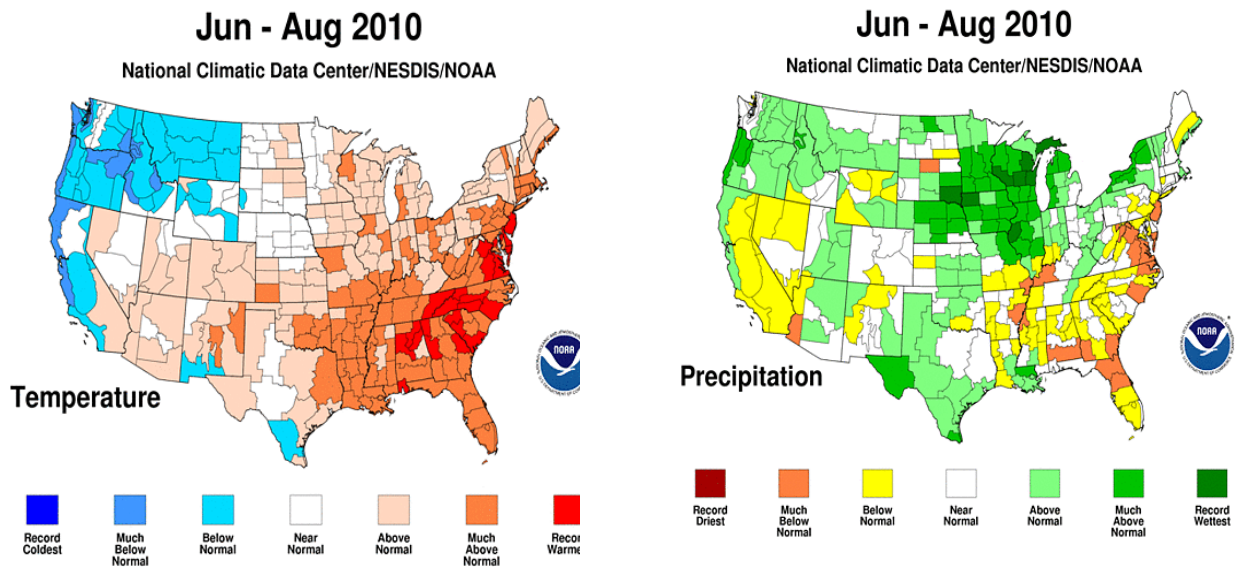 Jun - Aug 2010
National Climatic Data Center/NESDIS/NOAA
NOAA
Temperature
Record
Coldest
Much
Below
Normal
Below
Normal
Near
Normal
Above
Normal
Much
Above
Normal
Recor
Warme
Jun - Aug 2010
National Climatic Data Center/NESDIS/NOAA
NOAA
Precipitation
Record
Driest
Much
Below
Normal
Below
Normal
Near
Normal
Above
Normal
Much
Above
Normal
Record
Wettest